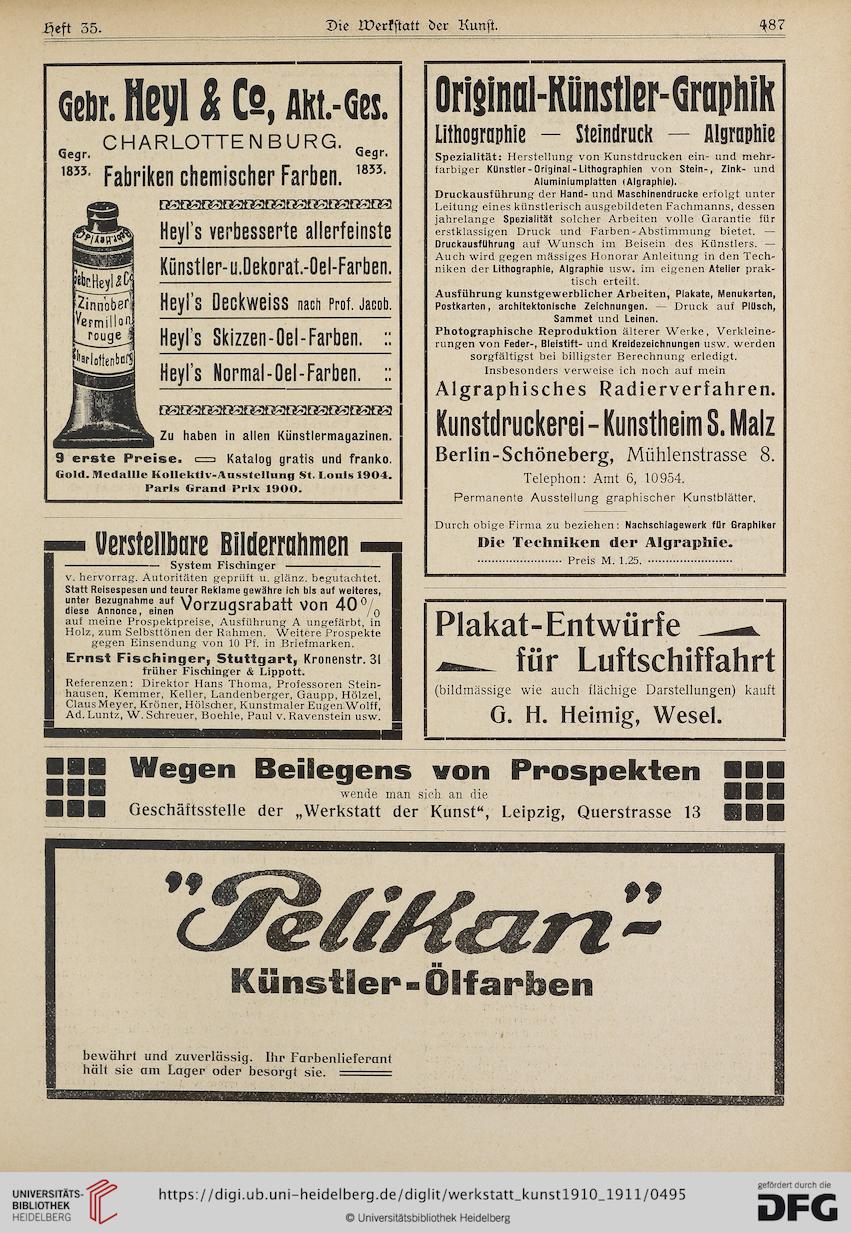 Heft 35.
Die Werkstatt der Kunst.
487
Gebr. Heyl & Co, Akt.-Ges.
CHARLOTTENBURG.
Gegr. 1833.
Gegr. 1833.
Fabriken chemischer Farben.
Gebr. Heyl & Co
Zinnober
Vermillon
rouge
Charlottenburg
Heyl's verbesserte allerfeinste
Künstler-u.Dekorat.-Oel-Farben.
Heyl's Deckweiss nach Prof. Jacob.
Heyl's Skizzen-Oel-Farben. ::
Heyl's Normal-Oel-Farben. ::
Zu haben in allen Künstlermagazinen.
9 erste Preise. Katalog gratis und franko.
Gold. Medaille Kollektiv-Ausstellung St. Louis 1904.
Paris Grand Prix 1900.
Verstellbare Bilderrahmen
System Fischinger
v. hervorrag. Autoritäten geprüft u. glänz. begutachtet.
Statt Reisespesen und teurer Reklame gewähre ich bis auf weiteres,
unter Bezugnahme auf diese Annonce, einen Vorzugsrabatt von 40%
auf meine Prospektpreise, Ausführung A ungefärbt, in
Holz, zum Selbsttönen der Rahmen. Weitere Prospekte
gegen Einsendung von 10 Pf. in Briefmarken.
Ernst Fischinger, Stuttgart, Kronenstr. 31
früher Fischinger & Lippott.
Referenzen: Direktor Hans Thoma, Professoren Stein-
hausen, Kemmer, Keller, Landenberger, Gaupp, Hölzel,
Claus Meyer, Kröner, Hölscher, Kunstmaler Eugen Wolff,
Ad. Luntz, W. Schreuer, Boehle, Paul v. Ravenstein usw.
Original-Künstler-Graphik
Lithographie — Steindruck — Algraphie
Spezialität: Herstellung von Kunstdrucken ein- und mehr-
farbiger Künstler-Original-Lithographien von Stein-, Zink- und
Aluminiumplatten (Algraphie).
Druckausführung der Hand- und Maschinendrucke erfolgt unter
Leitung eines künstlerisch ausgebildeten Fachmanns, dessen
jahrelange Spezialität solcher Arbeiten volle Garantie für
erstklassigen Druck und Farben-Abstimmung bietet. —
Druckausführung auf Wunsch im Beisein des Künstlers. —
Auch wird gegen mässiges Honorar Anleitung in den Tech-
niken der Lithographie, Algraphie usw. im eigenen Atelier prak-
tisch erteilt.
Ausführung kunstgewerblicher Arbeiten, Plakate, Menukarten,
Postkarten, architektonische Zeichnungen. — Druck auf Plüsch,
Sammet und Leinen.
Photographische Reproduktion älterer Werke, Verkleine-
rungen von Feder-, Bleistift- und Kreidezeichnungen usw. werden
sorgfältigst bei billigster Berechnung erledigt.
Insbesonders verweise ich noch auf mein
Algraphisches Radierverfahren.
Kunstdruckerei-Kunstheim S. Malz
Berlin-Schöneberg, Mühlenstrasse 8.
Telephon: Amt 6, 10954.
Permanente Ausstellung graphischer Kunstblätter.
Durch obige Firma zu beziehen: Nachschlagewerk für Graphiker
Die Techniken der Algraphie.
Preis M. 1.25.
Plakat-Entwürfe
für Luftschiffahrt
(bildmässige wie auch flächige Darstellungen) kauft
G. H. Heimig, Wesel.
Wegen Beilegens von Prospekten
wende man sich an die
Geschäftsstelle der „Werkstatt der Kunst“, Leipzig, Querstrasse 13
"Pelikan"-
Künstler-Ölfarben
bewährt und zuverlässig. Ihr Farbenlieferant
hält sie am Lager oder besorgt sie.
UNIVERSITÄTS-
BIBLIOTHEK
HEIDELBERG
https://digi.ub.uni-heidelberg.de/diglit/werkstatt_kunst1910_1911/0495
© Universitätsbibliothek Heidelberg
gefördert durch die
DFG